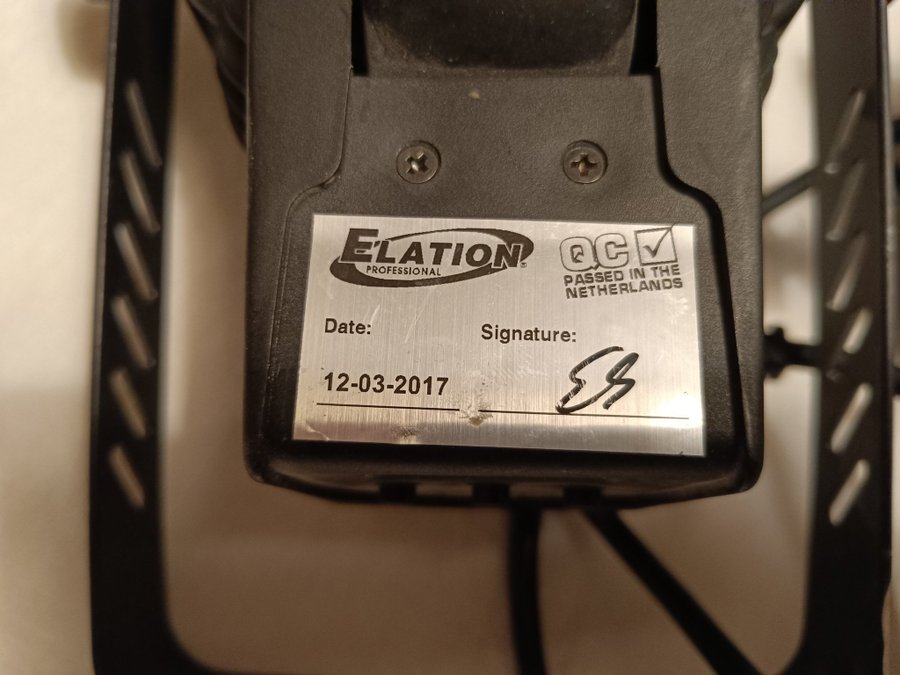 ELATION®
PROFESSIONAL
QC
PASSED IN THE
NETHERLANDS
Date:
Signature:
12-03-2017